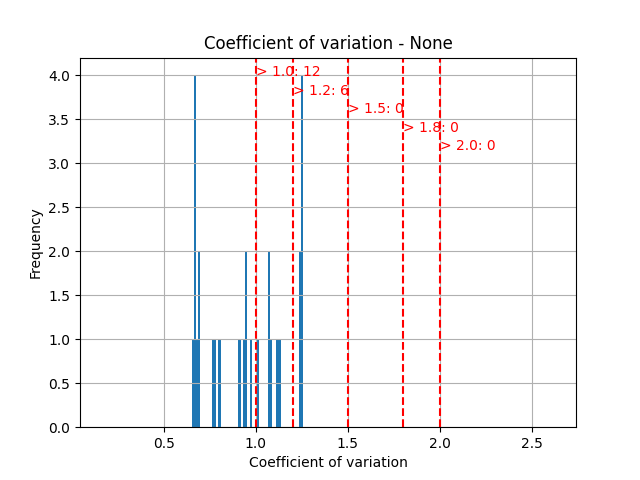 Coefficient of variation - None
> 1.0: 12
> 1.2: 6
> 1.5: 0
> 1.8: 0
> 2.0: 0
4.0
3.5
3.0
2.5
2.0
1.5
1.0
0.5
0.0
Frequency
0.5 1.0 1.5 2.0 2.5
Coefficient of variation